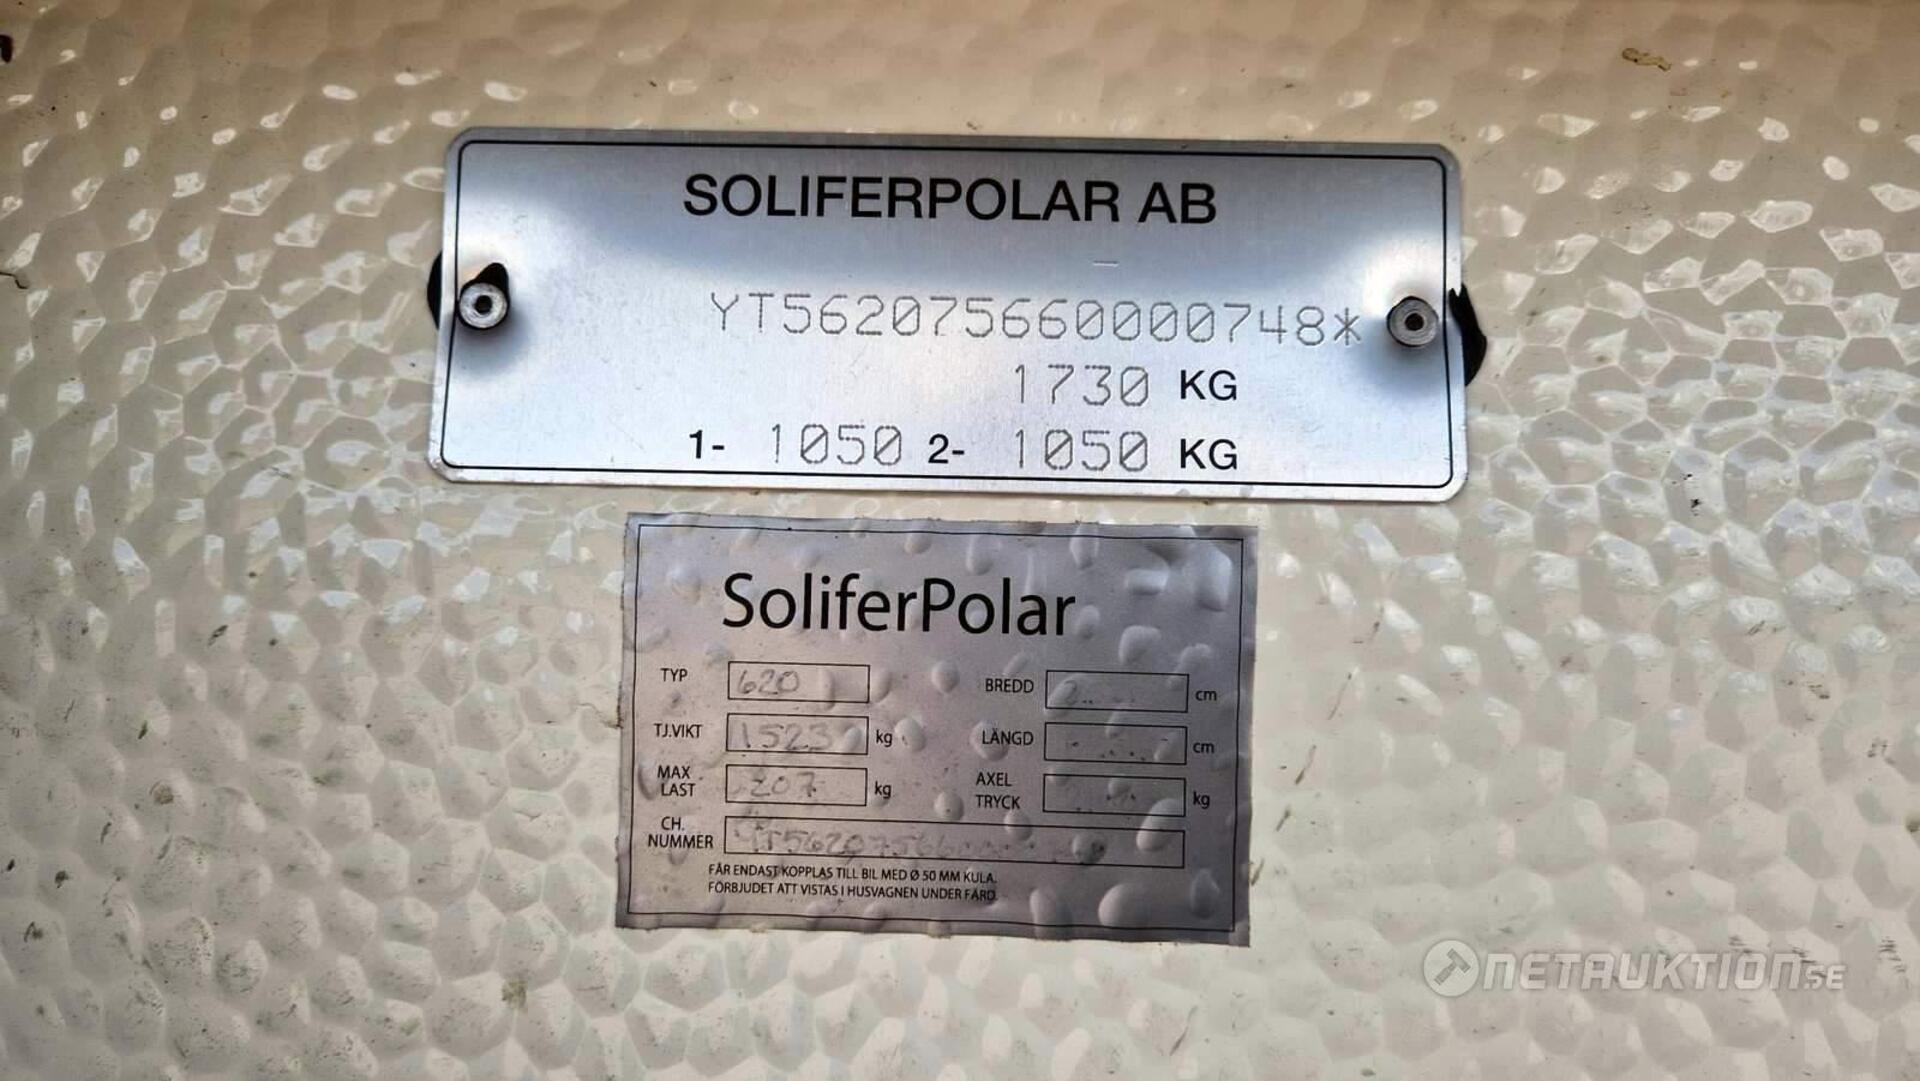 SOLIFERPOLAR AB
YT562075660000748*
1730 KG
1- 1050 2- 1050 KG
SoliferPolar
TYP 620 BREDD cm
TJ.VIKT 1523 kg LÄNGD cm
MAX LAST 207 kg AXEL TRYCK kg
CH. NUMMER
FÅR ENDAST KOPPLAS TILL BIL MED Ø 50 MM KULA.
FÖRBJUDET ATT VISTAS I HUSVAGNEN UNDER FÄRD.
NETAUKTION.SE